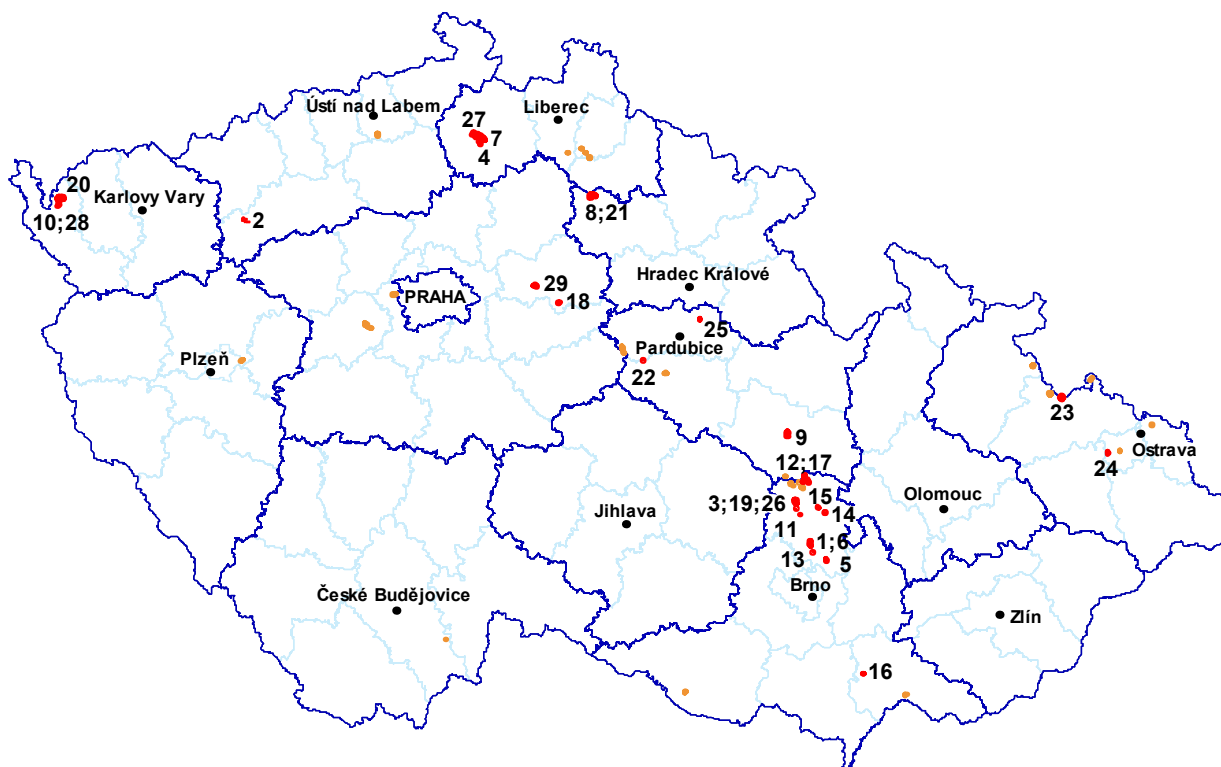 Ústí nad Labem
Liberec
27
7
4
20
Karlovy Vary
10;28
2
8;21
Hradec Králové
29
PRAHA
18
25
Pardubice
Plzeň
22
23
9
Ostrava
12;17
24
3;19;26
15
Olomouc
Jihlava
14
11
1;6
13
5
Brno
České Budějovice
Zlín
16